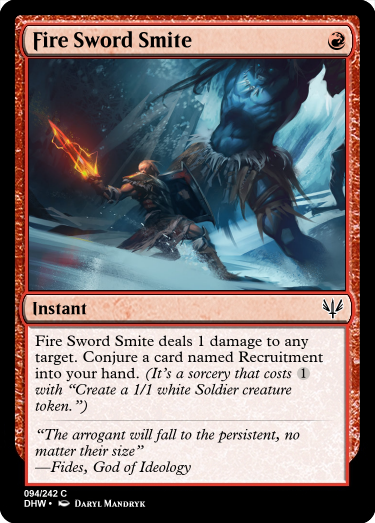 Fire Sword Smite
Instant
Fire Sword Smite deals 1 damage to any
target. Conjure a card named Recruitment
into your hand. (It's a sorcery that costs 1
with “Create a 1/1 white Soldier creature
token.”)
“The arrogant will fall to the persistent, no
matter their size”
—Fides, God of Ideology
094/242 C
DHW • Daryl Mandryk